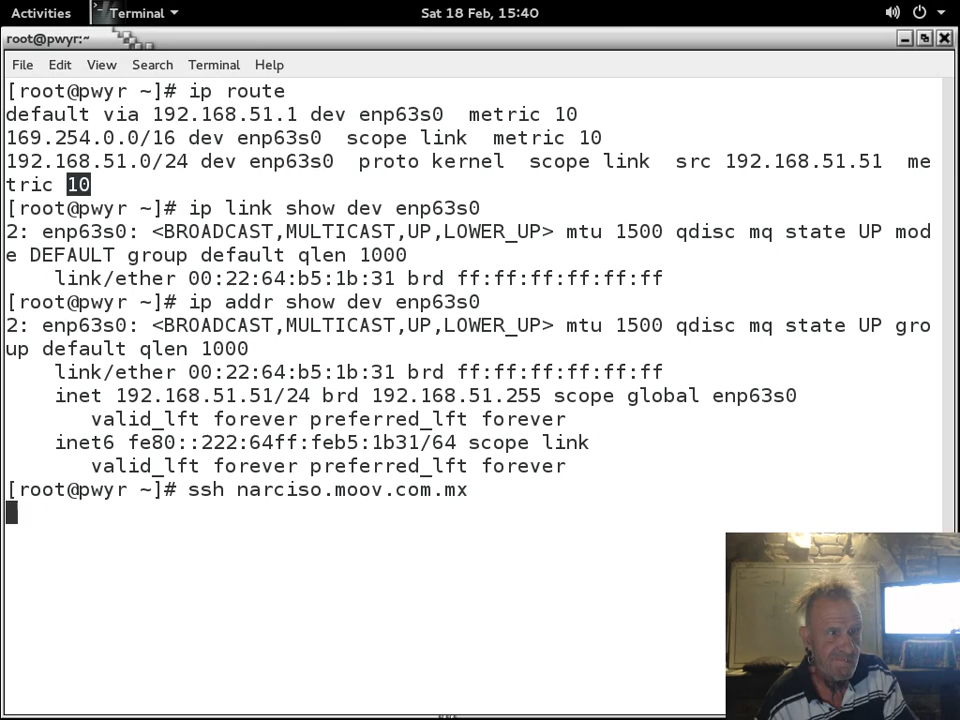 Activities Terminal Sat 18 Feb, 15:40
root@pwyr:~
File Edit View Search Terminal Help
[root@pwyr ~]# ip route
default via 192.168.51.1 dev enp63s0  metric 10
169.254.0.0/16 dev enp63s0  scope link  metric 10
192.168.51.0/24 dev enp63s0  proto kernel  scope link  src 192.168.51.51  me
tric 10
[root@pwyr ~]# ip link show dev enp63s0
2: enp63s0: <BROADCAST,MULTICAST,UP,LOWER_UP> mtu 1500 qdisc mq state UP mod
e DEFAULT group default qlen 1000
    link/ether 00:22:64:b5:1b:31 brd ff:ff:ff:ff:ff:ff
[root@pwyr ~]# ip addr show dev enp63s0
2: enp63s0: <BROADCAST,MULTICAST,UP,LOWER_UP> mtu 1500 qdisc mq state UP gro
up default qlen 1000
    link/ether 00:22:64:b5:1b:31 brd ff:ff:ff:ff:ff:ff
    inet 192.168.51.51/24 brd 192.168.51.255 scope global enp63s0
       valid_lft forever preferred_lft forever
    inet6 fe80::222:64ff:feb5:1b31/64 scope link
       valid_lft forever preferred_lft forever
[root@pwyr ~]# ssh narciso.moov.com.mx